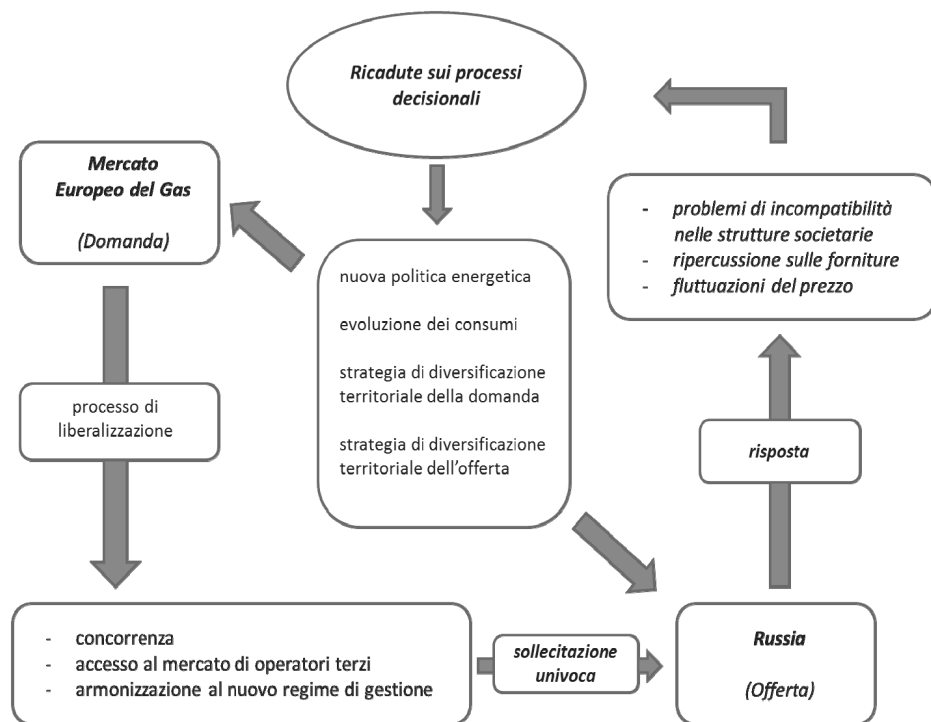 Ricadute sui processi
decisionali
Mercato
Europeo del Gas
(Domanda)
- problemi di incompatibilità
nelle strutture societarie
- ripercussione sulle forniture
- fluttuazioni del prezzo
nuova politica energetica
evoluzione dei consumi
strategia di diversificazione
territoriale della domanda
strategia di diversificazione
territoriale dell'offerta
processo di
liberalizzazione
risposta
- concorrenza
- accesso al mercato di operatori terzi
- armonizzazione al nuovo regime di gestione
sollecitazione
univoca
Russia
(Offerta)